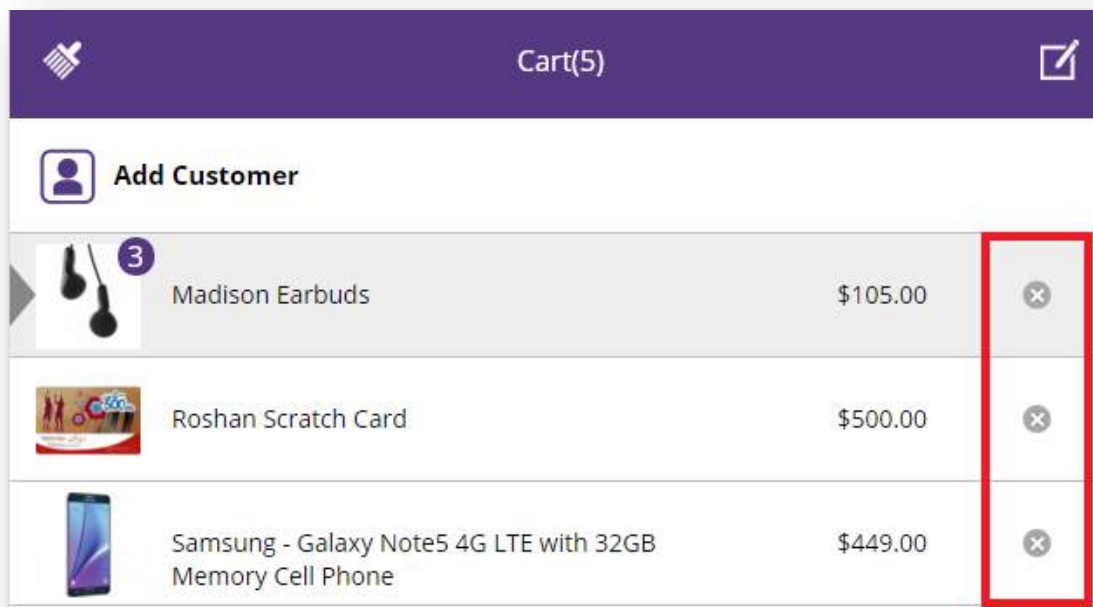 Cart(5)
Add Customer
3
Madison Earbuds $105.00
Roshan Scratch Card $500.00
Samsung - Galaxy Note5 4G LTE with 32GB $449.00
Memory Cell Phone